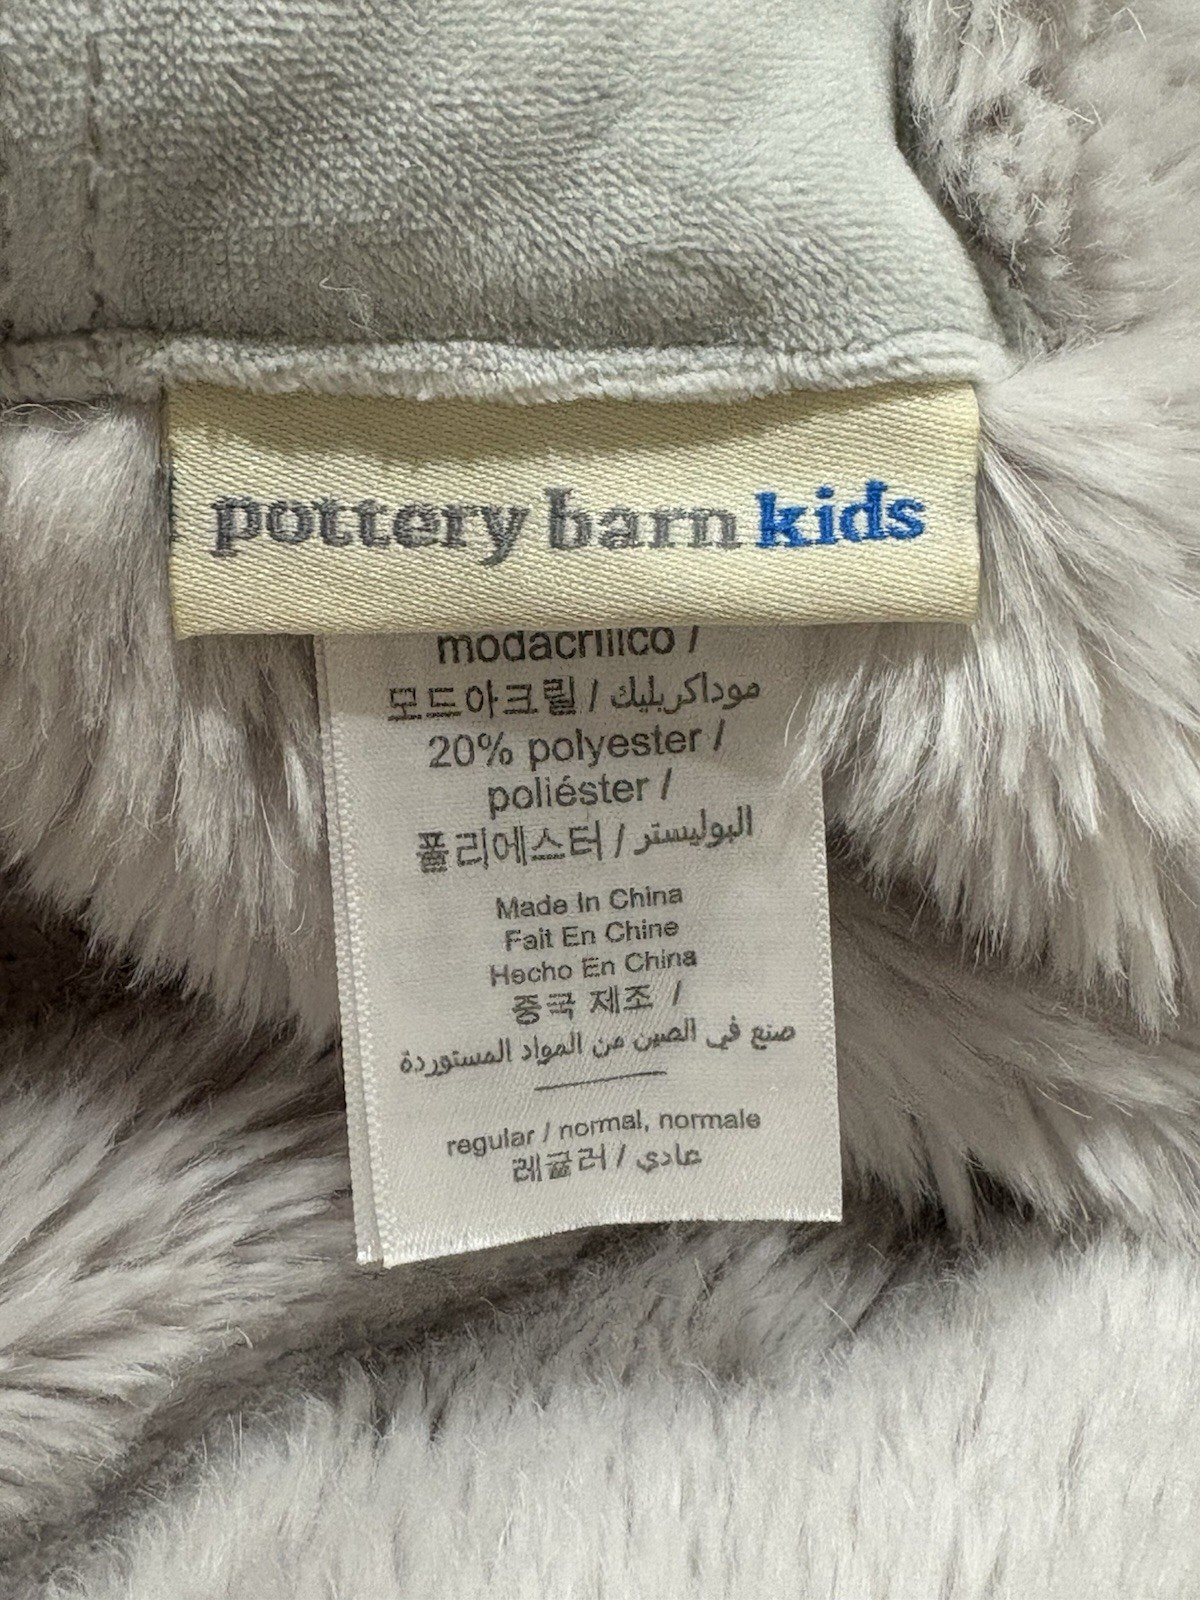 pottery barn kids
modacrílico /
모드아크릴 / موداكريليك
20% polyester /
poliéster /
폴리에스터 / البوليستر
Made In China
Fait En Chine
Hecho En China
중국 제조 /
صنع في الصين من المواد المستوردة
regular / normal, normale
레귤러 / عادي